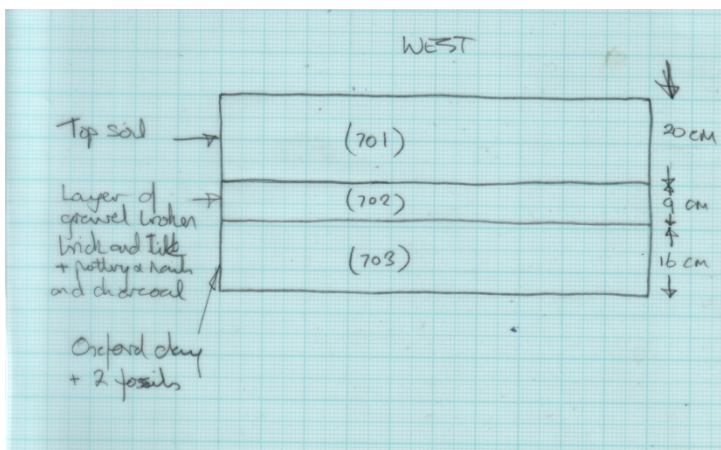 WEST
Top soil
(701)
20 cm
Layer of
gravel broken
brick and tile
+ pottery
and charcoal
(702)
9 cm
(703)
16 cm
Oxford clay
+ 2 fossils